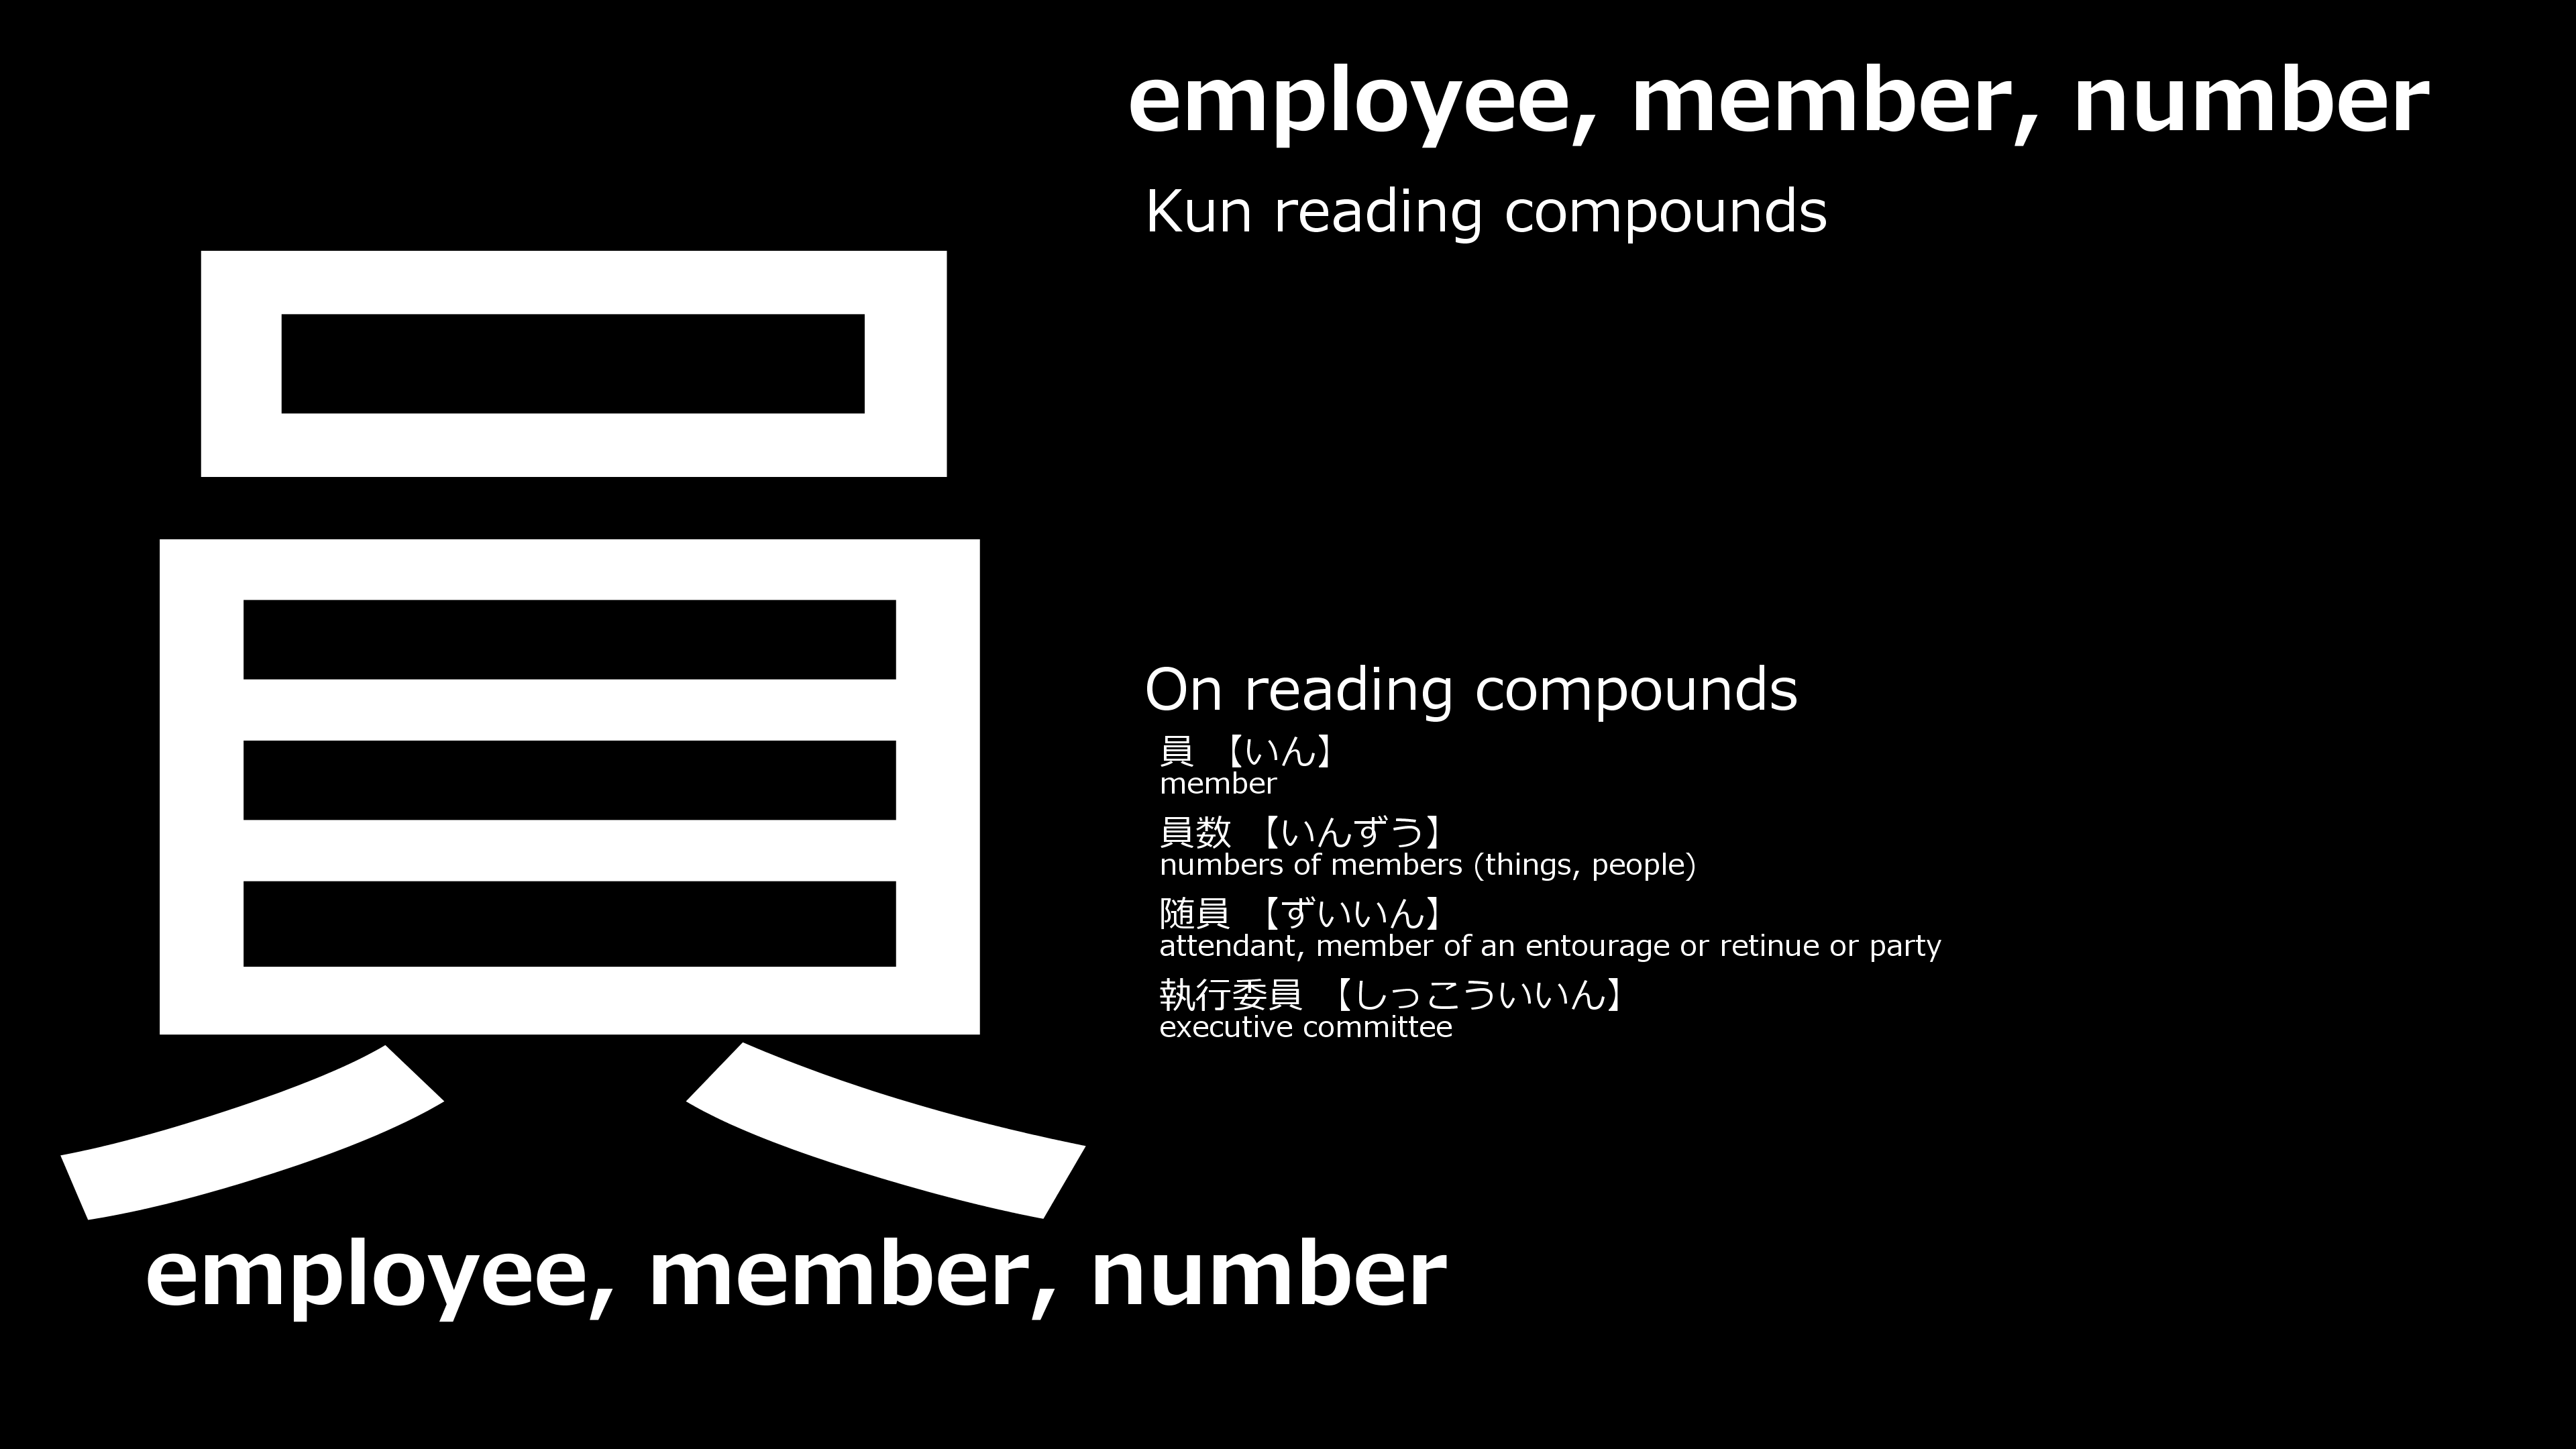 員
employee, member, number
employee, member, number
Kun reading compounds
On reading compounds
員 【いん】
member
員数 【いんずう】
numbers of members (things, people)
随員 【ずいいん】
attendant, member of an entourage or retinue or party
執行委員 【しっこういいん】
executive committee